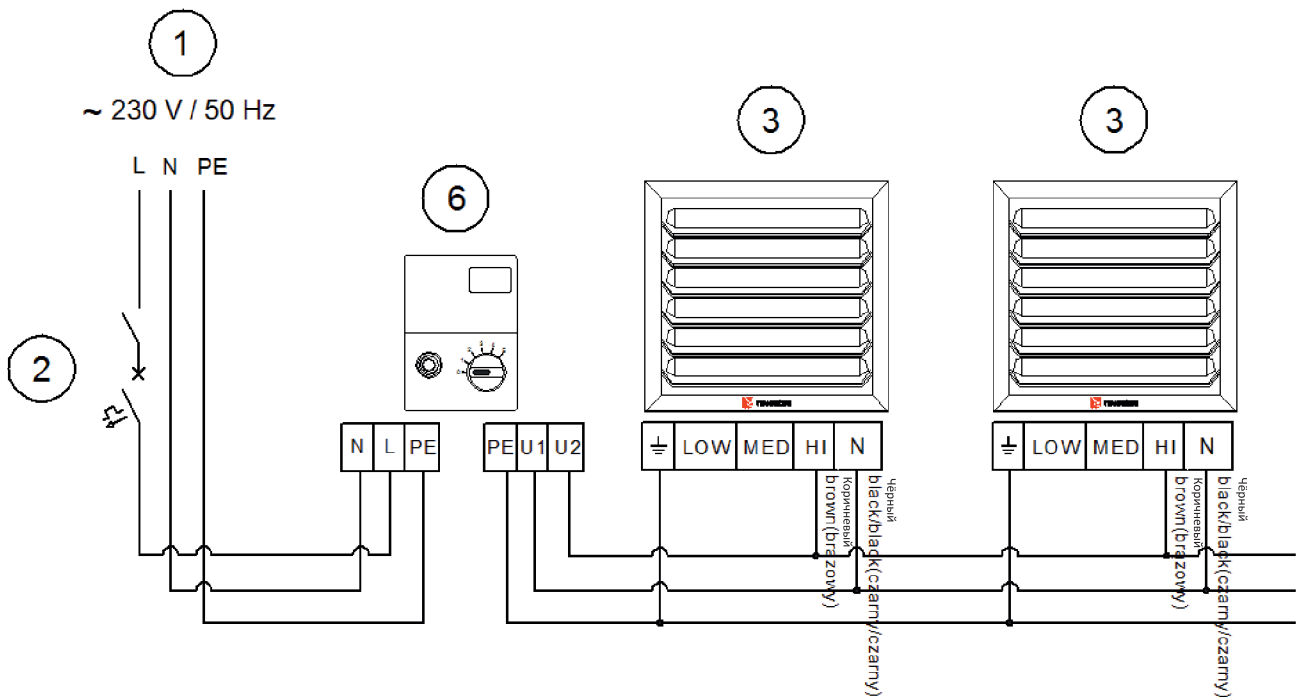 1
~ 230 V / 50 Hz
L N PE
2
6
3
3
N L PE
PE U1 U2
LOW MED HI N
LOW MED HI N
Коричневый
brown(brazowy)
Чёрный
black/black(czarny/czarny)
Коричневый
brown(brazowy)
Чёрный
black/black(czarny/czarny)